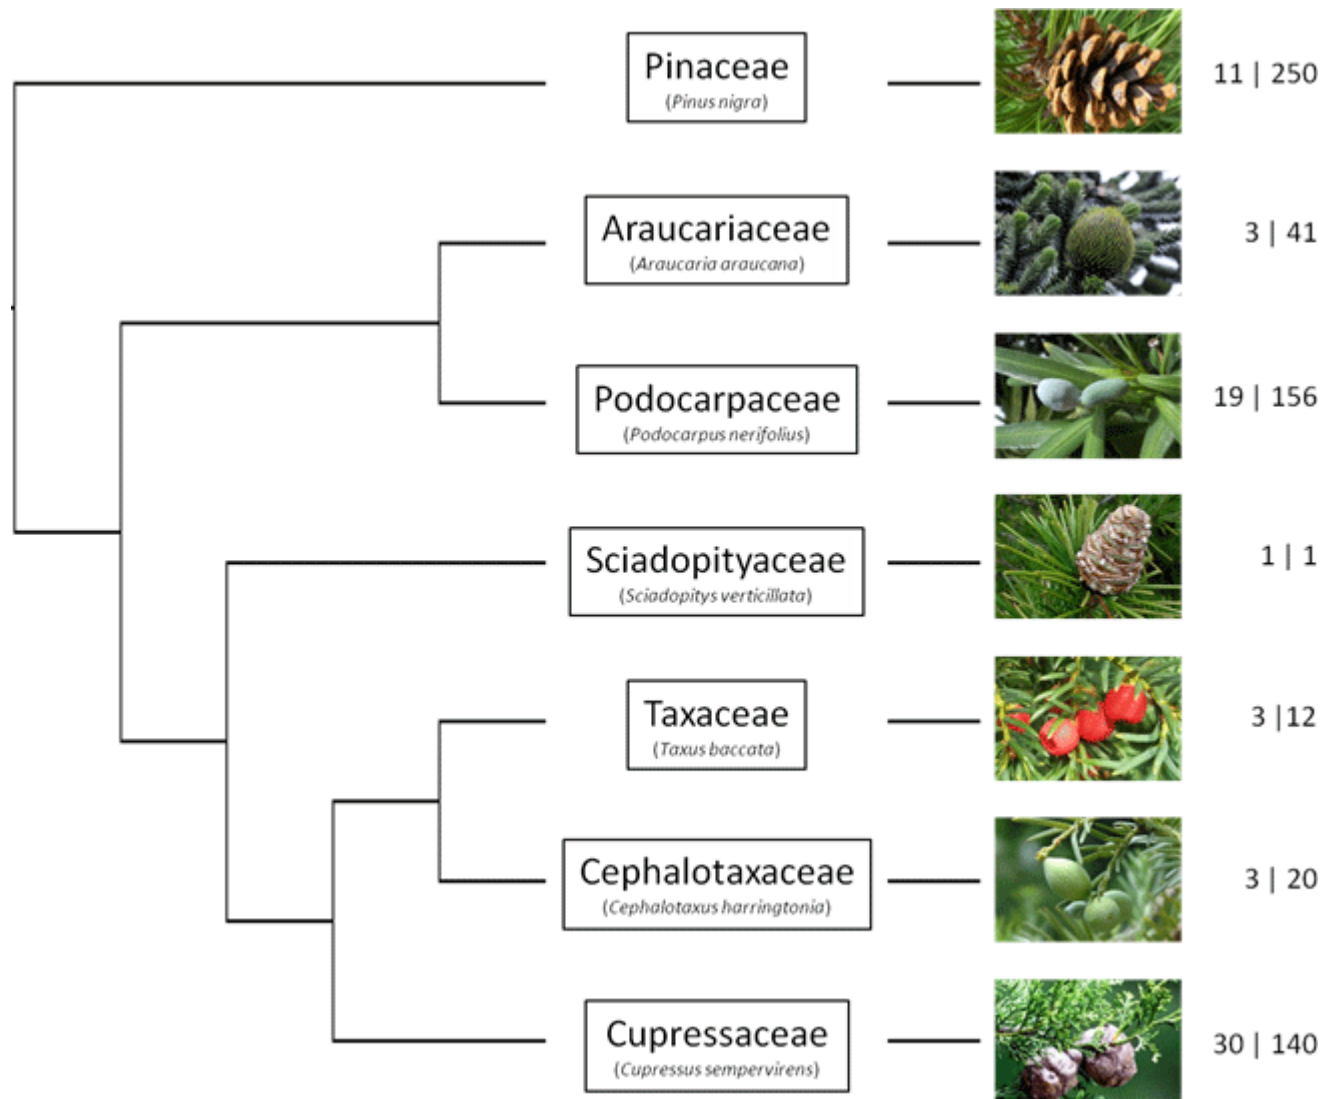 Pinaceae
(Pinus nigra)
11 | 250
Araucariaceae
(Araucaria araucana)
3 | 41
Podocarpaceae
(Podocarpus nerifolius)
19 | 156
Sciadopityaceae
(Sciadopitys verticillata)
1 | 1
Taxaceae
(Taxus baccata)
3 |12
Cephalotaxaceae
(Cephalotaxus harringtonia)
3 | 20
Cupressaceae
(Cupressus sempervirens)
30 | 140